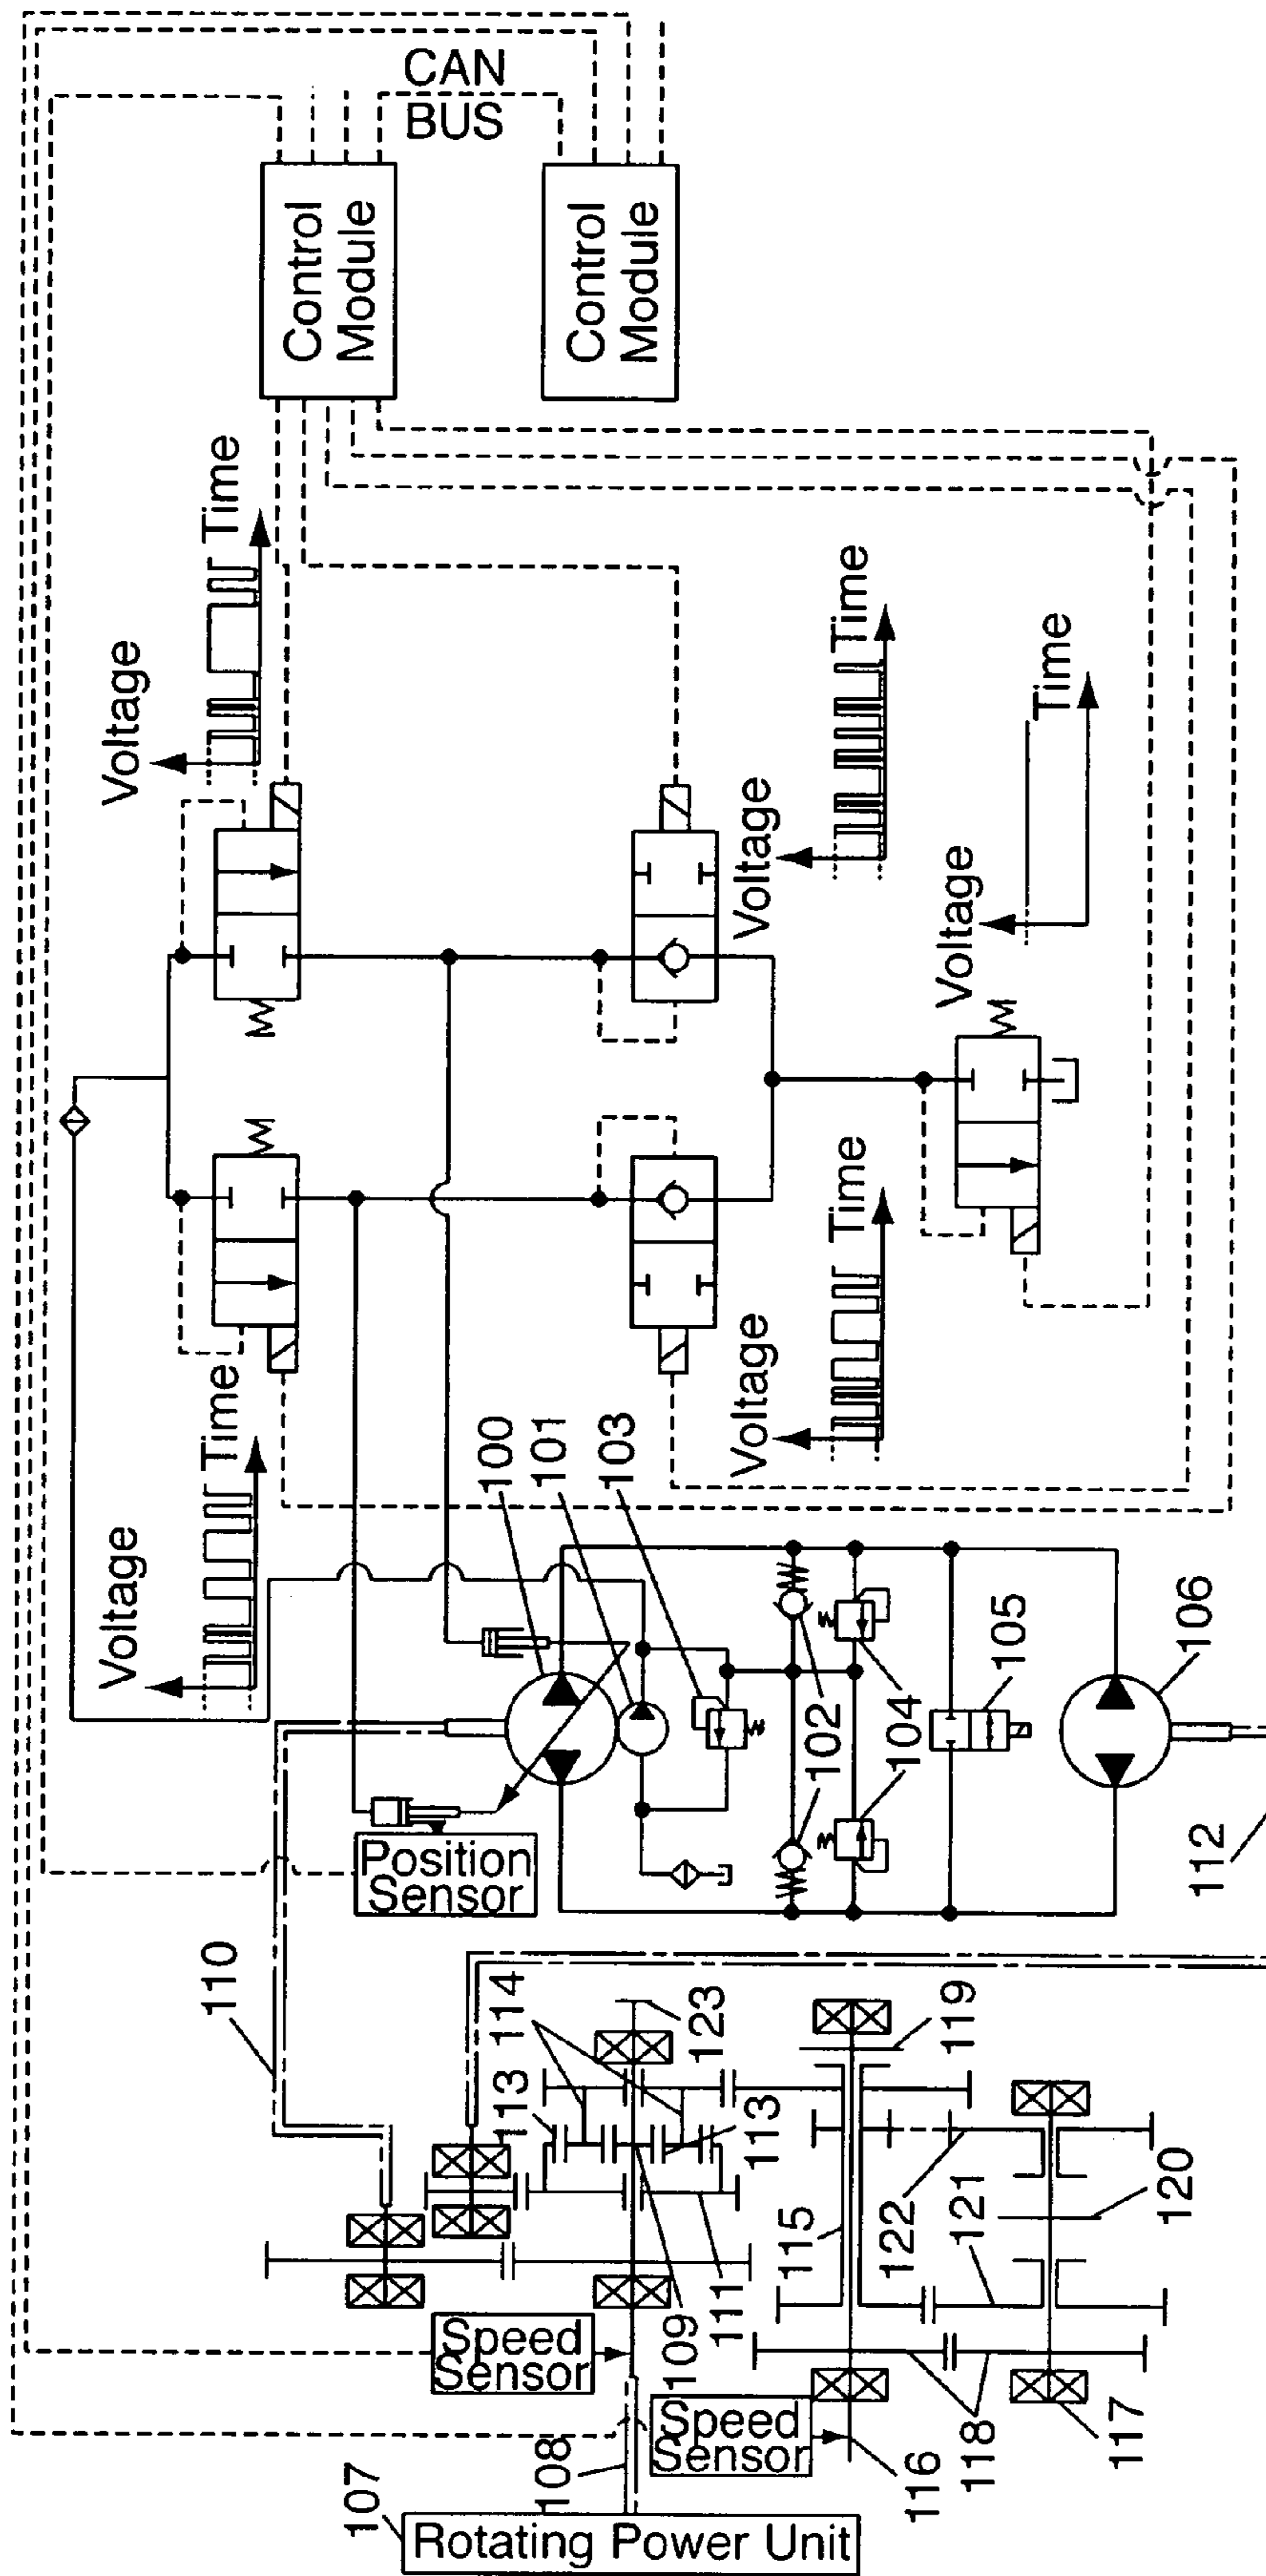 CAN
BUS
Control
Module
Control
Module
Voltage
Time
Voltage
Time
Voltage
Time
Voltage
Time
Voltage
Time
100
101
103
102
104
105
106
112
Position
Sensor
110
114
113
113
123
119
109
111
115
122
121
120
Speed
Sensor
Speed
Sensor
108
116
118
117
107
Rotating Power Unit